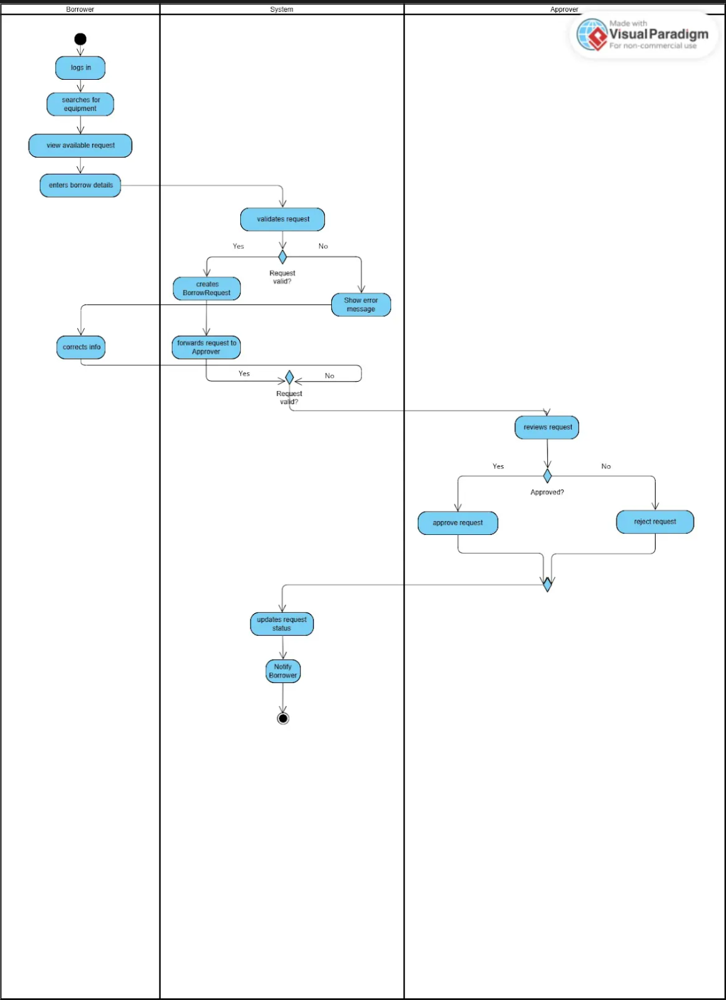 Borrower
System
Approver
Made with
VisualParadigm
For non-commercial use
logs in
searches for
equipment
view available request
enters borrow details
validates request
Yes
No
Request
valid?
creates
BorrowRequest
Show error
message
corrects info
forwards request to
Approver
Yes
No
Request
valid?
reviews request
Yes
No
Approved?
approve request
reject request
updates request
status
Notify
Borrower